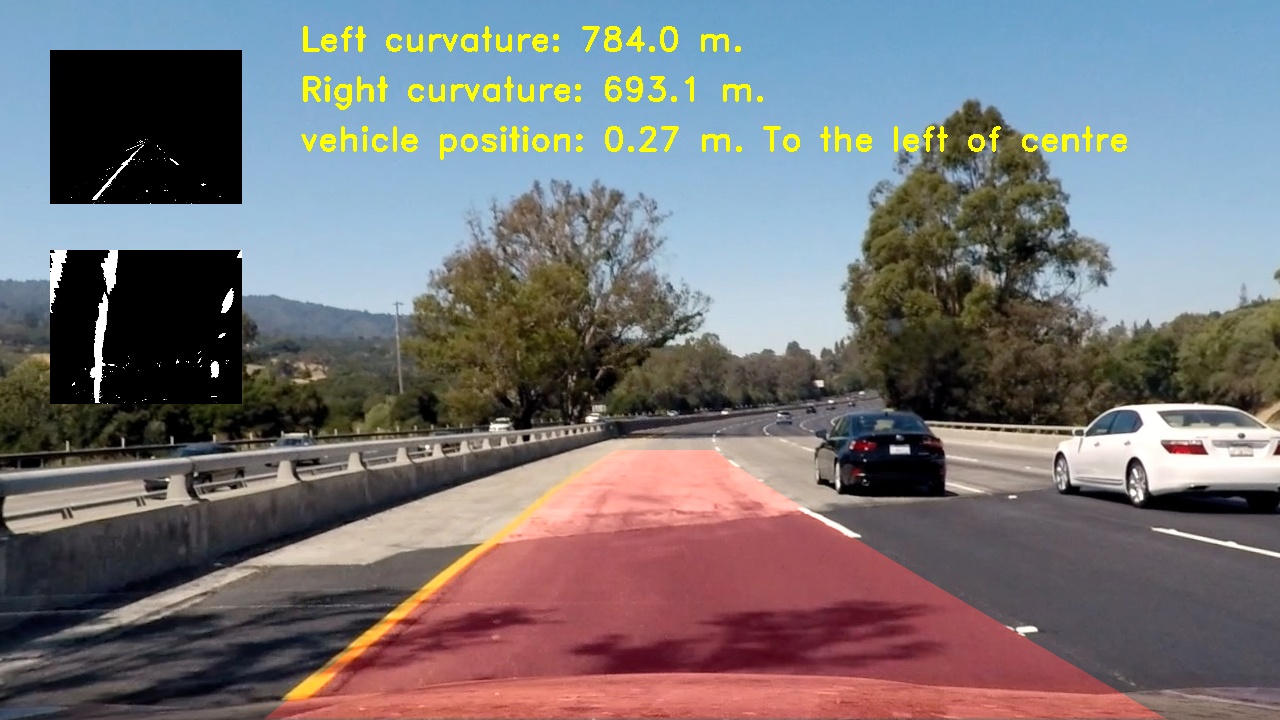 Left curvature: 784.0 m.
Right curvature: 693.1 m.
vehicle position: 0.27 m. To the left of centre